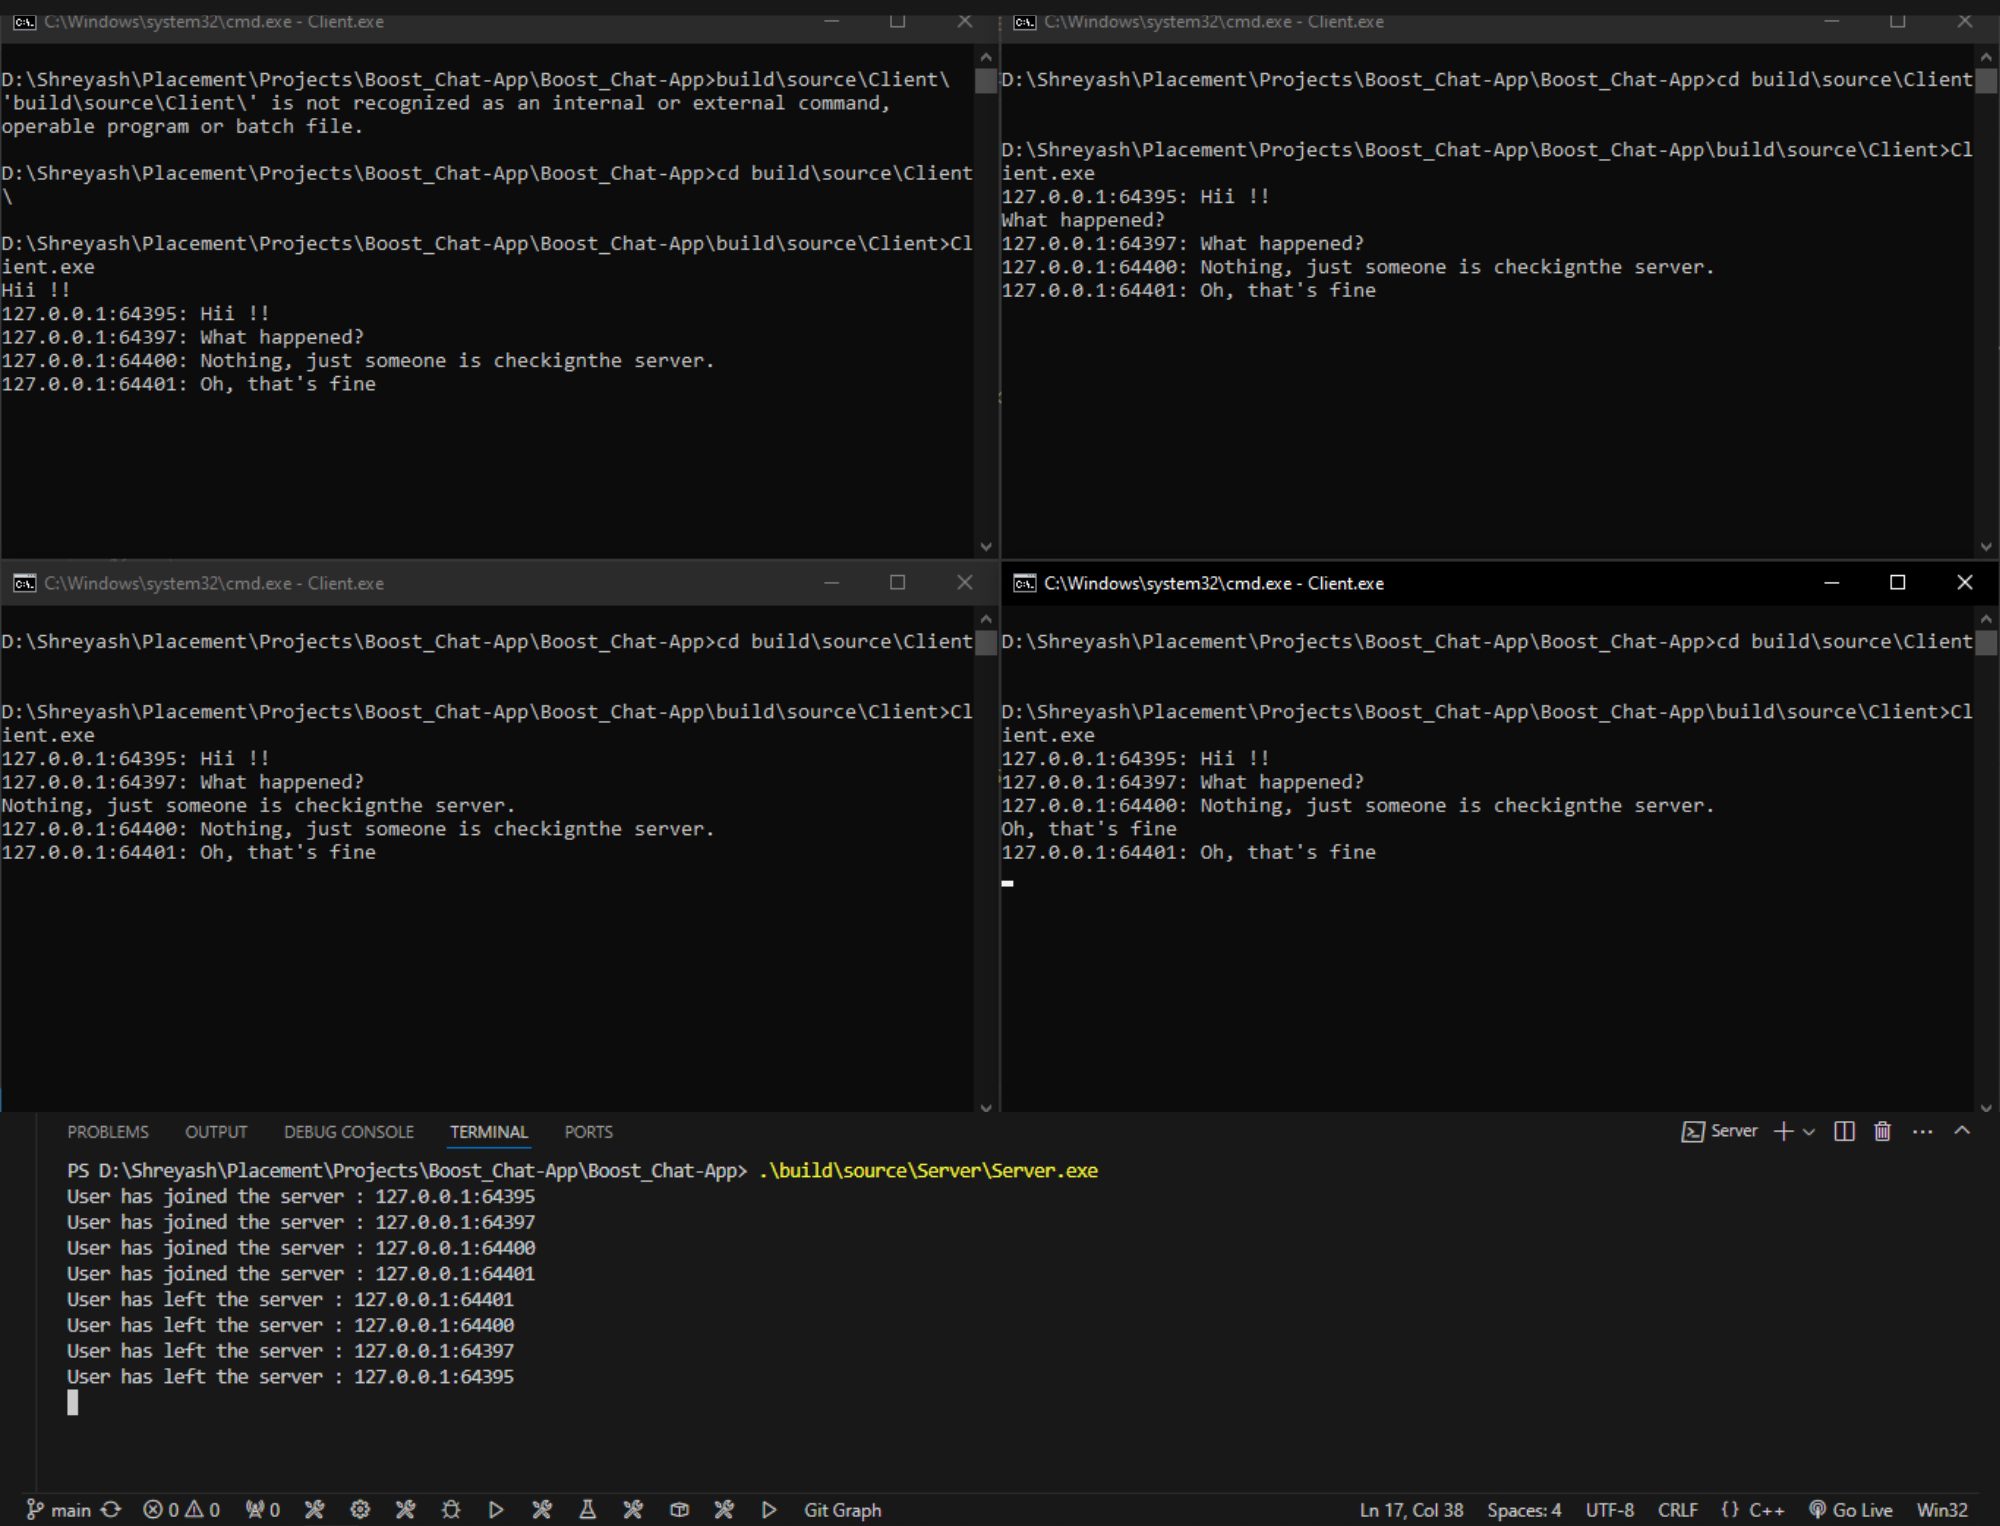 C:\Windows\system32\cmd.exe - Client.exe
D:\Shreyash\Placement\Projects\Boost_Chat-App\Boost_Chat-App>build\source\Client\
'build\source\Client\' is not recognized as an internal or external command,
operable program or batch file.
D:\Shreyash\Placement\Projects\Boost_Chat-App\Boost_Chat-App>cd build\source\Client
\
D:\Shreyash\Placement\Projects\Boost_Chat-App\Boost_Chat-App\build\source\Client>Cl
ient.exe
Hii !!
127.0.0.1:64395: Hii !!
127.0.0.1:64397: What happened?
127.0.0.1:64400: Nothing, just someone is checkignthe server.
127.0.0.1:64401: Oh, that's fine
C:\Windows\system32\cmd.exe - Client.exe
D:\Shreyash\Placement\Projects\Boost_Chat-App\Boost_Chat-App>cd build\source\Client
D:\Shreyash\Placement\Projects\Boost_Chat-App\Boost_Chat-App\build\source\Client>Cl
ient.exe
127.0.0.1:64395: Hii !!
What happened?
127.0.0.1:64397: What happened?
127.0.0.1:64400: Nothing, just someone is checkignthe server.
127.0.0.1:64401: Oh, that's fine
C:\Windows\system32\cmd.exe - Client.exe
D:\Shreyash\Placement\Projects\Boost_Chat-App\Boost_Chat-App>cd build\source\Client
D:\Shreyash\Placement\Projects\Boost_Chat-App\Boost_Chat-App\build\source\Client>Cl
ient.exe
127.0.0.1:64395: Hii !!
127.0.0.1:64397: What happened?
Nothing, just someone is checkignthe server.
127.0.0.1:64400: Nothing, just someone is checkignthe server.
127.0.0.1:64401: Oh, that's fine
C:\Windows\system32\cmd.exe - Client.exe
D:\Shreyash\Placement\Projects\Boost_Chat-App\Boost_Chat-App>cd build\source\Client
D:\Shreyash\Placement\Projects\Boost_Chat-App\Boost_Chat-App\build\source\Client>Cl
ient.exe
127.0.0.1:64395: Hii !!
127.0.0.1:64397: What happened?
127.0.0.1:64400: Nothing, just someone is checkignthe server.
Oh, that's fine
127.0.0.1:64401: Oh, that's fine
PROBLEMS OUTPUT DEBUG CONSOLE TERMINAL PORTS Server
PS D:\Shreyash\Placement\Projects\Boost_Chat-App\Boost_Chat-App> .\build\source\Server\Server.exe
User has joined the server : 127.0.0.1:64395
User has joined the server : 127.0.0.1:64397
User has joined the server : 127.0.0.1:64400
User has joined the server : 127.0.0.1:64401
User has left the server : 127.0.0.1:64401
User has left the server : 127.0.0.1:64400
User has left the server : 127.0.0.1:64397
User has left the server : 127.0.0.1:64395
main 0 0 0 Git Graph Ln 17, Col 38 Spaces: 4 UTF-8 CRLF {} C++ Go Live Win32